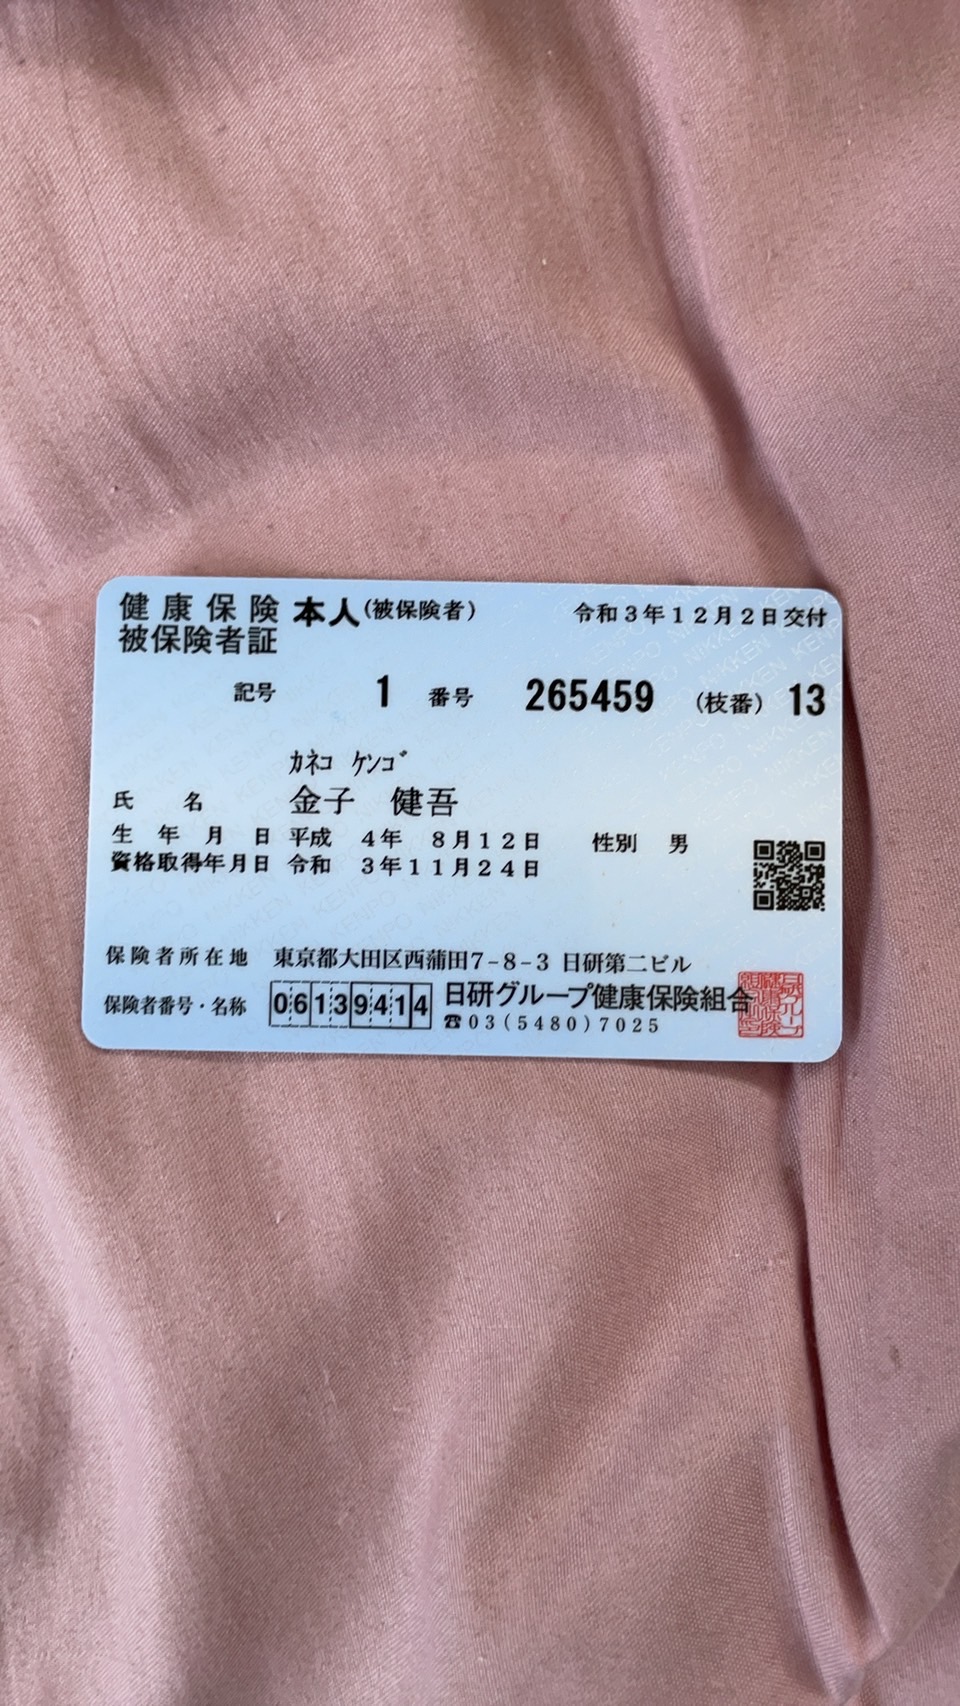 健康保険 本人(被保険者) 令和3年12月2日交付
被保険者証
記号 1 番号 265459 (枝番) 13
カネコ ケンゴ
氏名 金子 健吾
生年月日 平成 4年 8月12日 性別 男
資格取得年月日 令和 3年11月24日
保険者所在地 東京都大田区西蒲田7-8-3 日研第二ビル
保険者番号・名称 06139414 日研グループ健康保険組合
☎03(5480)7025